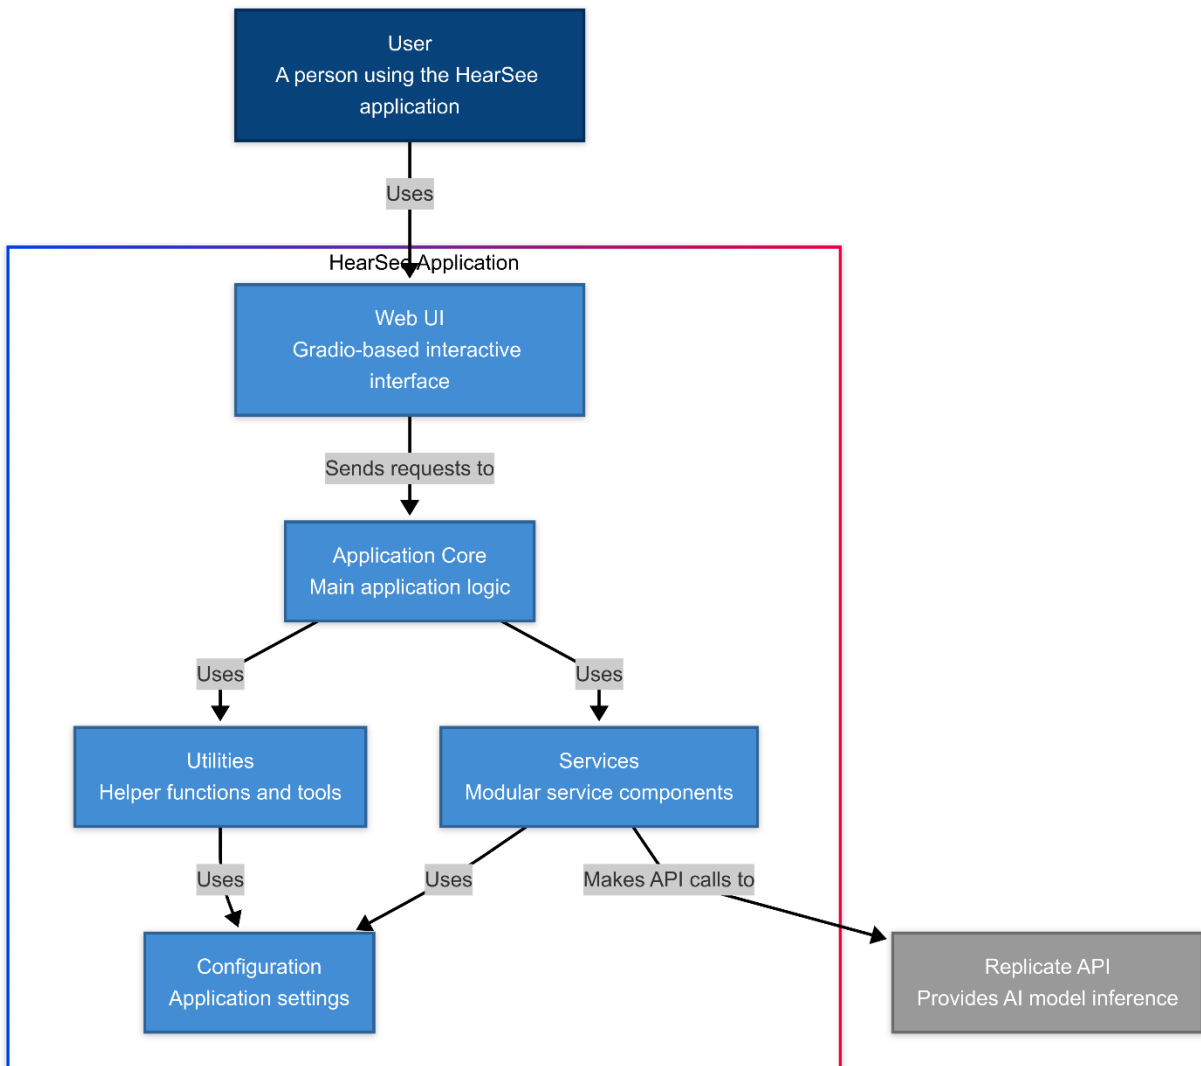 User
A person using the HearSee
application
Uses
HearSee Application
Web UI
Gradio-based interactive
interface
Sends requests to
Application Core
Main application logic
Uses
Uses
Utilities
Helper functions and tools
Services
Modular service components
Uses
Uses
Makes API calls to
Configuration
Application settings
Replicate API
Provides AI model inference